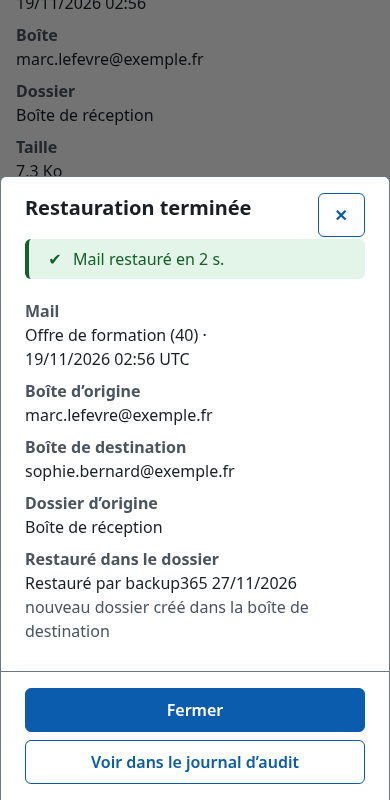 19/11/2026 02:56
Boîte
marc.lefevre@exemple.fr
Dossier
Boîte de réception
Taille
7,3 Ko
Restauration terminée
×
✔ Mail restauré en 2 s.
Mail
Offre de formation (40) ·
19/11/2026 02:56 UTC
Boîte d’origine
marc.lefevre@exemple.fr
Boîte de destination
sophie.bernard@exemple.fr
Dossier d’origine
Boîte de réception
Restauré dans le dossier
Restauré par backup365 27/11/2026
nouveau dossier créé dans la boîte de
destination
Fermer
Voir dans le journal d’audit